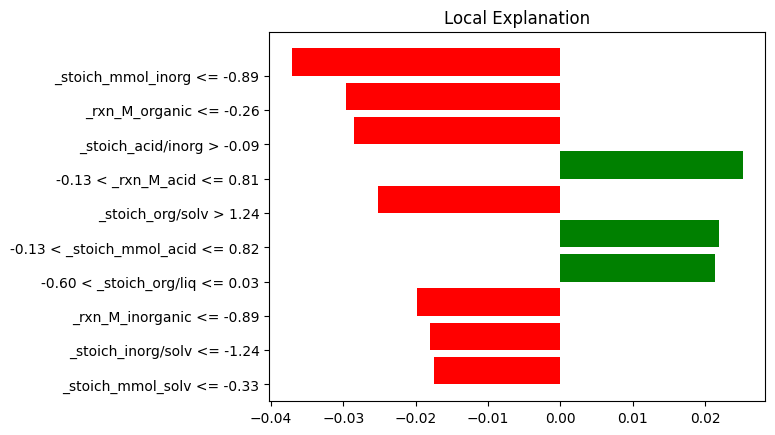 Local Explanation
_stoich_mmol_inorg <= -0.89
_rxn_M_organic <= -0.26
_stoich_acid/inorg > -0.09
-0.13 < _rxn_M_acid <= 0.81
_stoich_org/solv > 1.24
-0.13 < _stoich_mmol_acid <= 0.82
-0.60 < _stoich_org/liq <= 0.03
_rxn_M_inorganic <= -0.89
_stoich_inorg/solv <= -1.24
_stoich_mmol_solv <= -0.33
−0.04 −0.03 −0.02 −0.01 0.00 0.01 0.02